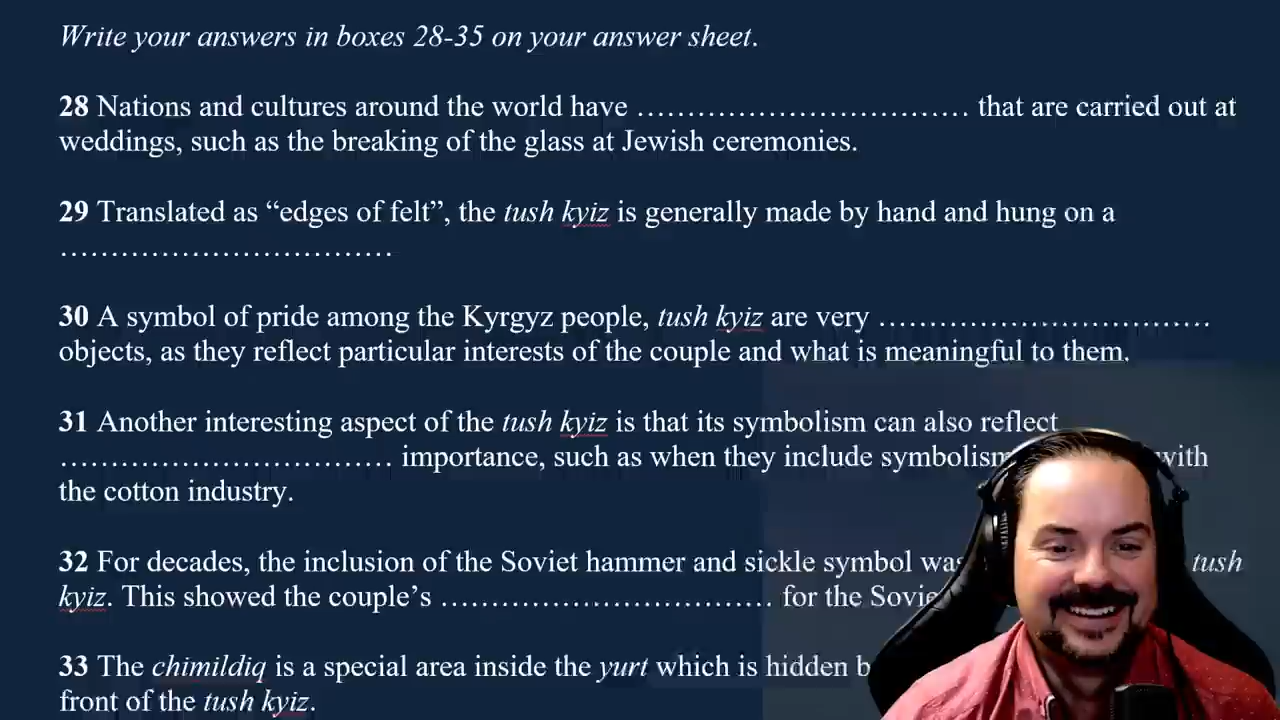 Write your answers in boxes 28-35 on your answer sheet.
28 Nations and cultures around the world have ................................. that are carried out at
weddings, such as the breaking of the glass at Jewish ceremonies.
29 Translated as “edges of felt”, the tush kyiz is generally made by hand and hung on a
.................................
30 A symbol of pride among the Kyrgyz people, tush kyiz are very .................................
objects, as they reflect particular interests of the couple and what is meaningful to them.
31 Another interesting aspect of the tush kyiz is that its symbolism can also reflect
................................. importance, such as when they include symbolism with
the cotton industry.
32 For decades, the inclusion of the Soviet hammer and sickle symbol was tush
kyiz. This showed the couple’s ................................. for the
33 The chimildiq is a special area inside the yurt which is hidden
front of the tush kyiz.